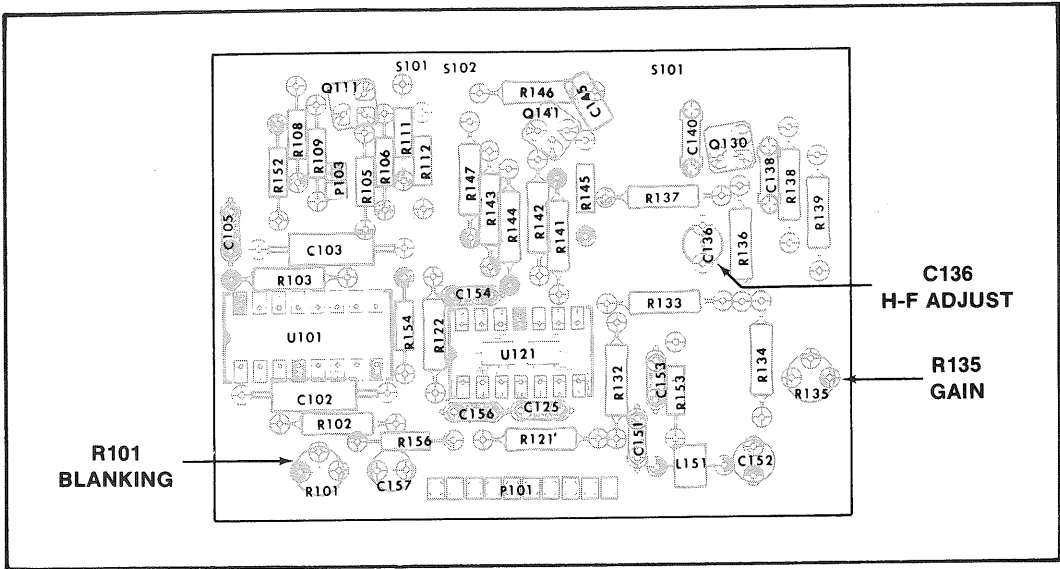 S101 S102 S101
Q111
R146
C145
Q141
R108
R109
R152
P103
R105
R106
R111
R112
R147
R143
R144
R142
R141
R145
C140
Q130
C138
R138
R139
R137
C136
R136
C105
C103
R103
C154
R133
C136
H-F ADJUST
U101
R154
R122
U121
R132
C153
R153
R134
R135
R135
GAIN
C102
C156
C125
R102
R156
R121
C151
L151
C152
R101
BLANKING
R101
C157
P101